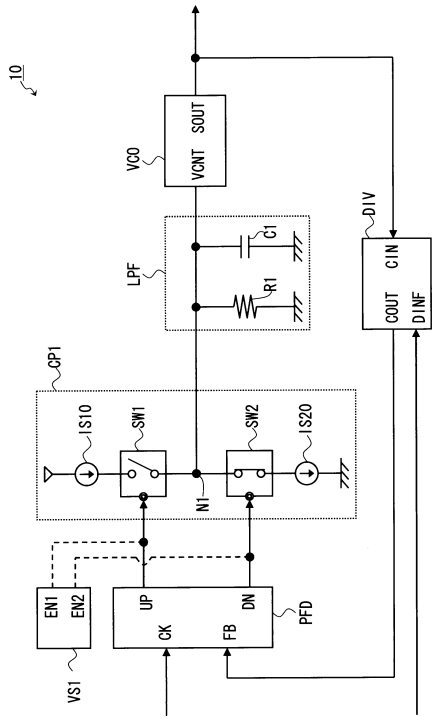 10
VCO
VCNT SOUT
LPF
C1
R1
DIV
COUT CIN
DINF
CP1
IS10
SW1
N1
SW2
IS20
EN1
EN2
VS1
UP
DN
CK
FB
PFD